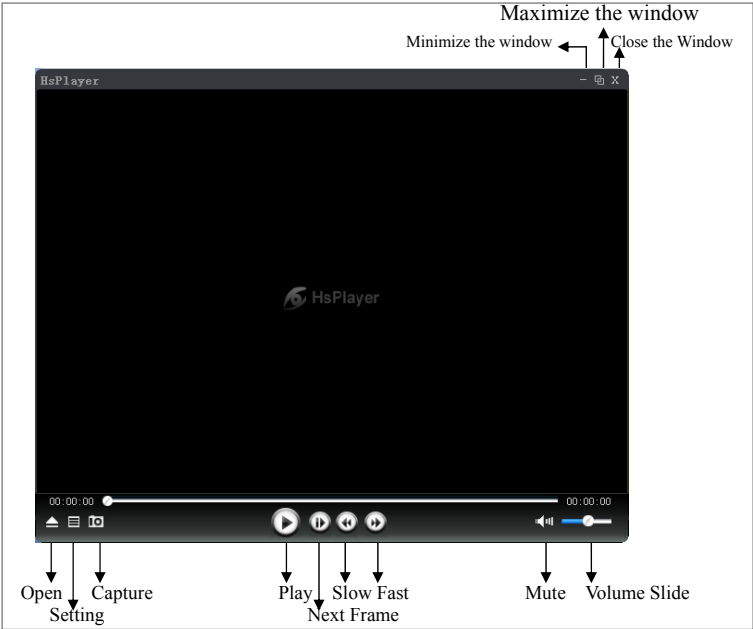 Maximize the window
Minimize the window
Close the Window
HsPlayer
HsPlayer
00:00:00
00:00:00
Open
Capture
Play
Slow Fast
Mute
Volume Slide
Setting
Next Frame